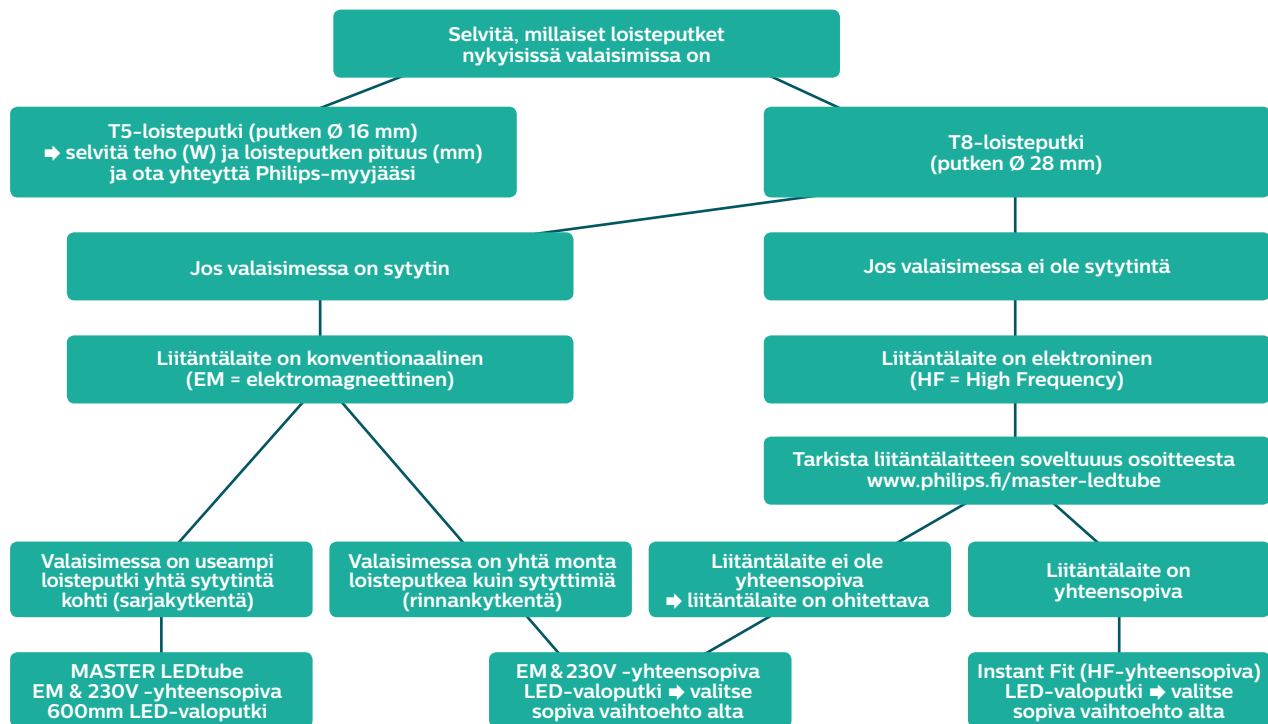 Selvitä, millaiset loisteputket
nykyisissä valaisimissa on
T5-loisteputki (putken Ø 16 mm)
➡ selvitä teho (W) ja loisteputken pituus (mm)
ja ota yhteyttä Philips-myyjääsi
T8-loisteputki
(putken Ø 28 mm)
Jos valaisimessa on sytytin
Jos valaisimessa ei ole sytytintä
Liitäntälaite on konventionaalinen
(EM = elektromagneettinen)
Liitäntälaite on elektroninen
(HF = High Frequency)
Tarkista liitäntälaitteen soveltuuus osoitteesta
www.philips.fi/master-ledtube
Valaisimessa on useampi
loisteputki yhtä sytytintä
kohti (sarjakytkentä)
Valaisimessa on yhtä monta
loisteputkea kuin sytyttimiä
(rinnankytkentä)
Liitäntälaite ei ole
yhteensopiva
➡ liitäntälaite on ohitettava
Liitäntälaite on
yhteensopiva
MASTER LEDtube
EM & 230V -yhteensopiva
600mm LED-valoputki
EM & 230V -yhteensopiva
LED-valoputki ➡ valitse
sopiva vaihtoehto alta
Instant Fit (HF-yhteensopiva)
LED-valoputki ➡ valitse
sopiva vaihtoehto alta